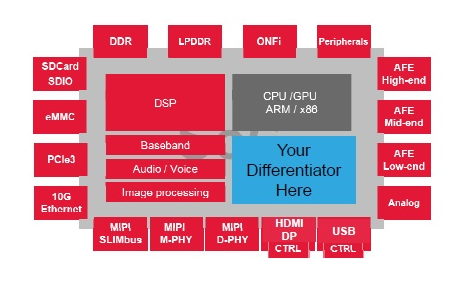 DDR
LPDDR
ONFi
Peripherals
SDCard
SDIO
eMMC
PCIe3
10G
Ethernet
DSP
Baseband
Audio / Voice
Image processing
CPU /GPU
ARM / x86
Your
Differentiator
Here
AFE
High-end
AFE
Mid-end
AFE
Low-end
Analog
MIPI
SLIMbus
MIPI
M-PHY
MIPI
D-PHY
HDMI
DP
CTRL
USB
CTRL